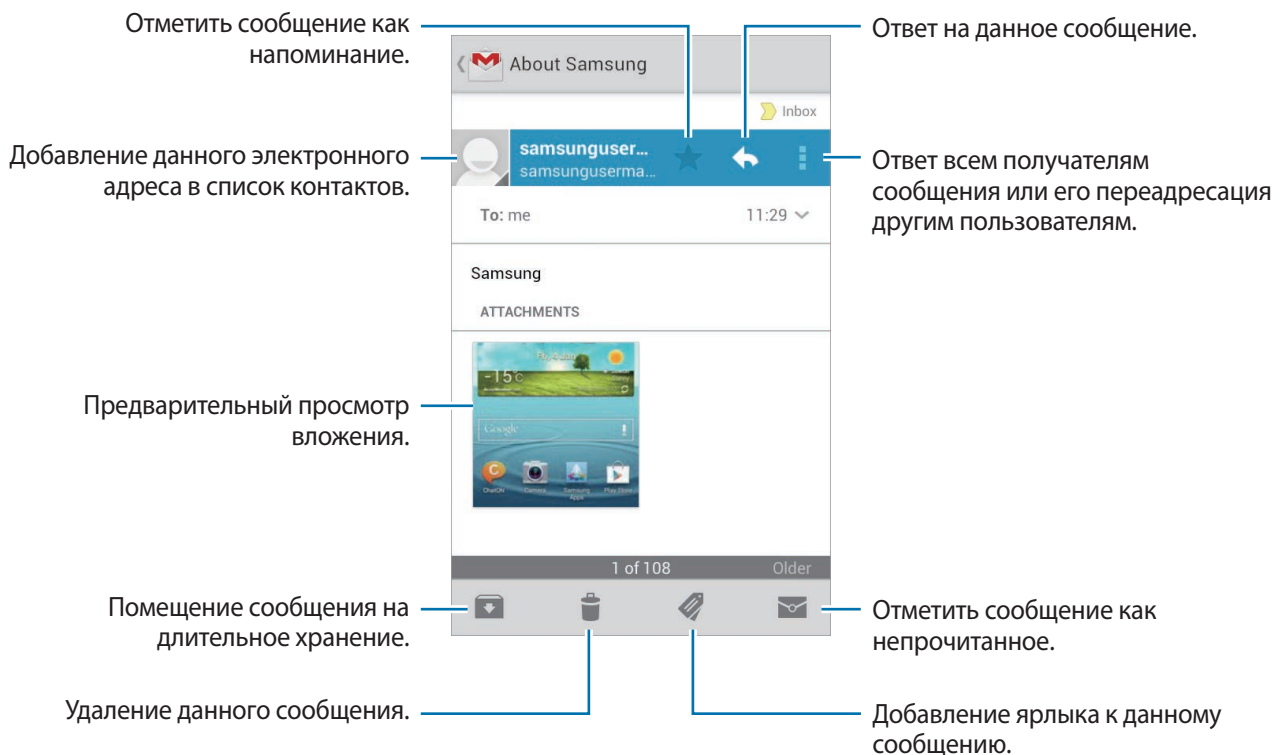 Отметить сообщение как
напоминание.
Ответ на данное сообщение.
About Samsung
Inbox
Добавление данного электронного
адреса в список контактов.
samsunguser...
samsunguserma...
Ответ всем получателям
сообщения или его переадресация
другим пользователям.
To: me
11:29
Samsung
ATTACHMENTS
-15°c
Предварительный просмотр
вложения.
Google
ChatON
Camera
Samsung
Apps
Play Store
1 of 108
Older
Помещение сообщения на
длительное хранение.
Отметить сообщение как
непрочитанное.
Удаление данного сообщения.
Добавление ярлыка к данному
сообщению.